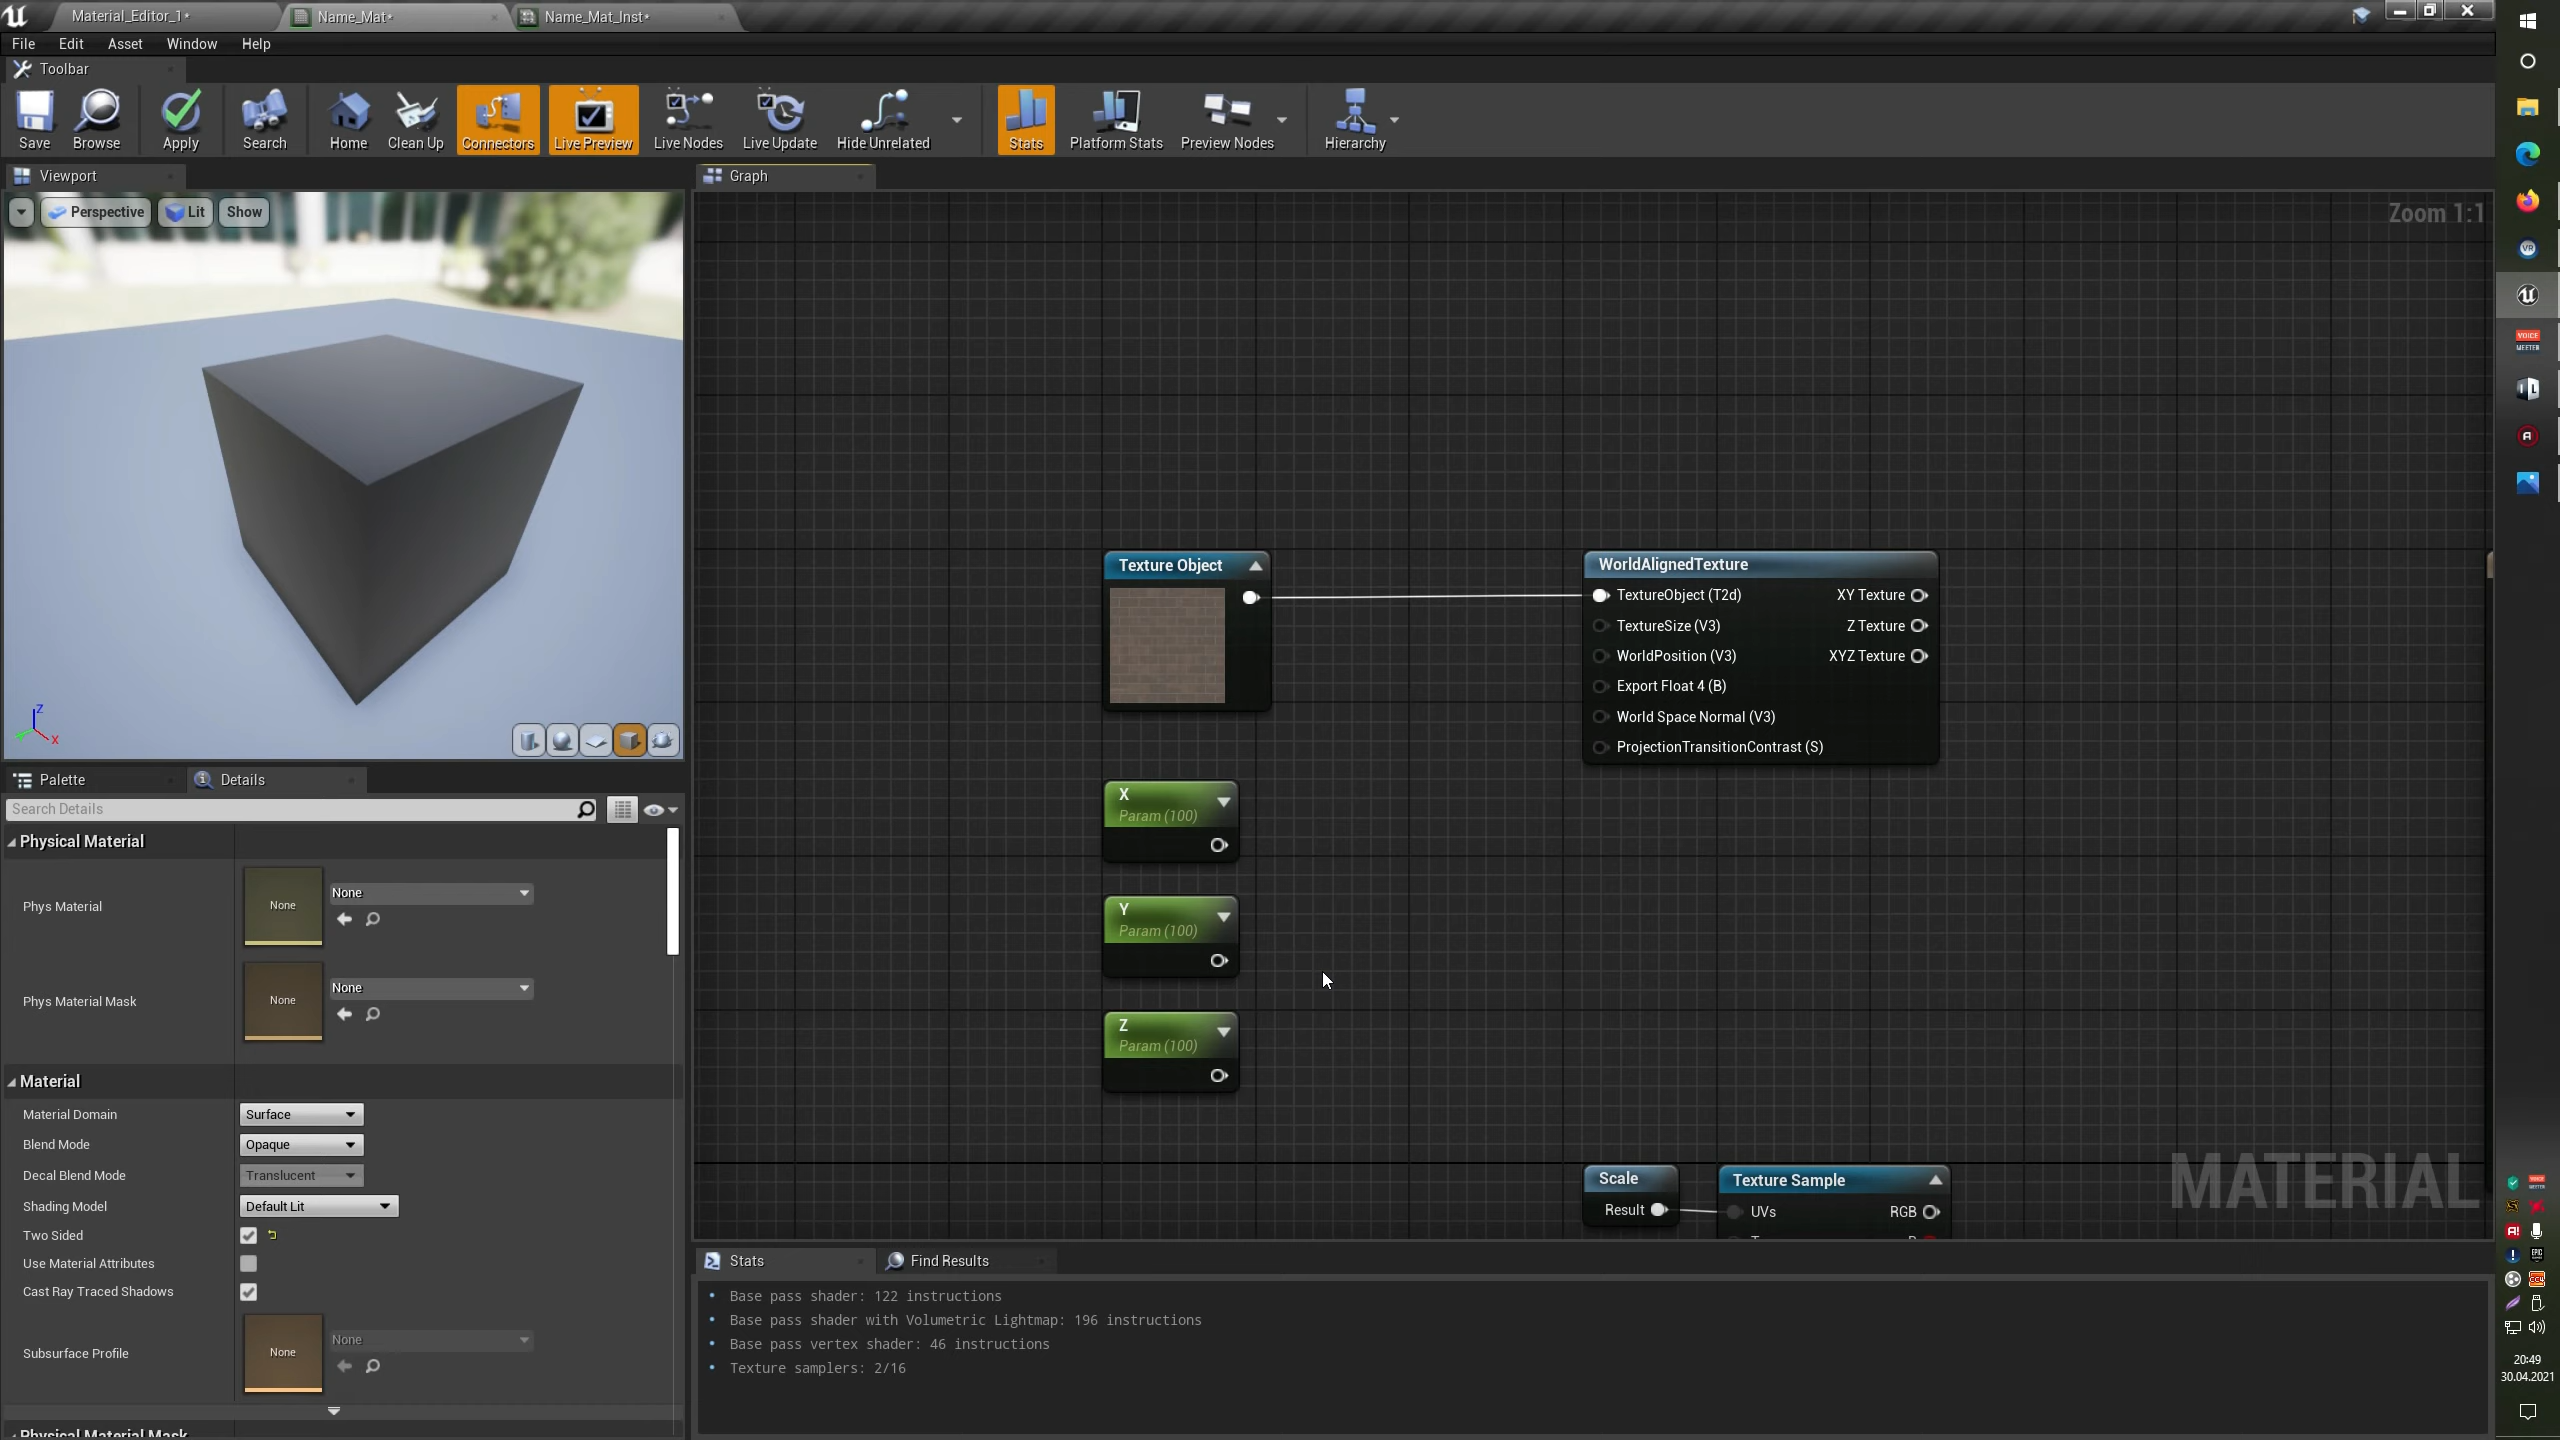 Material_Editor_1*
Name_Mat*
Name_Mat_Inst*
File Edit Asset Window Help
Toolbar
Save Browse Apply Search Home Clean Up Connectors Live Preview Live Nodes Live Update Hide Unrelated Stats Platform Stats Preview Nodes Hierarchy
Viewport
Graph
Perspective Lit Show
Zoom 1:1
Texture Object
WorldAlignedTexture
TextureObject (T2d) XY Texture
TextureSize (V3) Z Texture
WorldPosition (V3) XYZ Texture
Export Float 4 (B)
World Space Normal (V3)
ProjectionTransitionContrast (S)
X
Param (100)
Y
Param (100)
Z
Param (100)
Scale
Result
Texture Sample
UVs RGB
MATERIAL
Z
X
Palette Details
Search Details
Physical Material
Phys Material None None
Phys Material Mask None None
Material
Material Domain Surface
Blend Mode Opaque
Decal Blend Mode Translucent
Shading Model Default Lit
Two Sided
Use Material Attributes
Cast Ray Traced Shadows
Subsurface Profile None None
Physical Material Mask
Stats Find Results
Base pass shader: 122 instructions
Base pass shader with Volumetric Lightmap: 196 instructions
Base pass vertex shader: 46 instructions
Texture samplers: 2/16
VR
VOICE
MEETER
20:49
30.04.2021